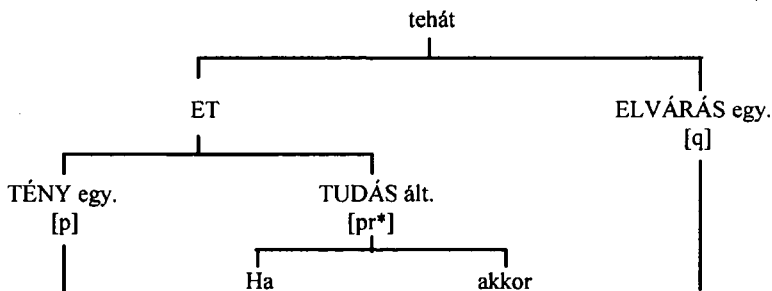 tehát
ET ELVÁRÁS egy.
[q]
TÉNY egy. TUDÁS ált.
[p] [pr*]
Ha akkor